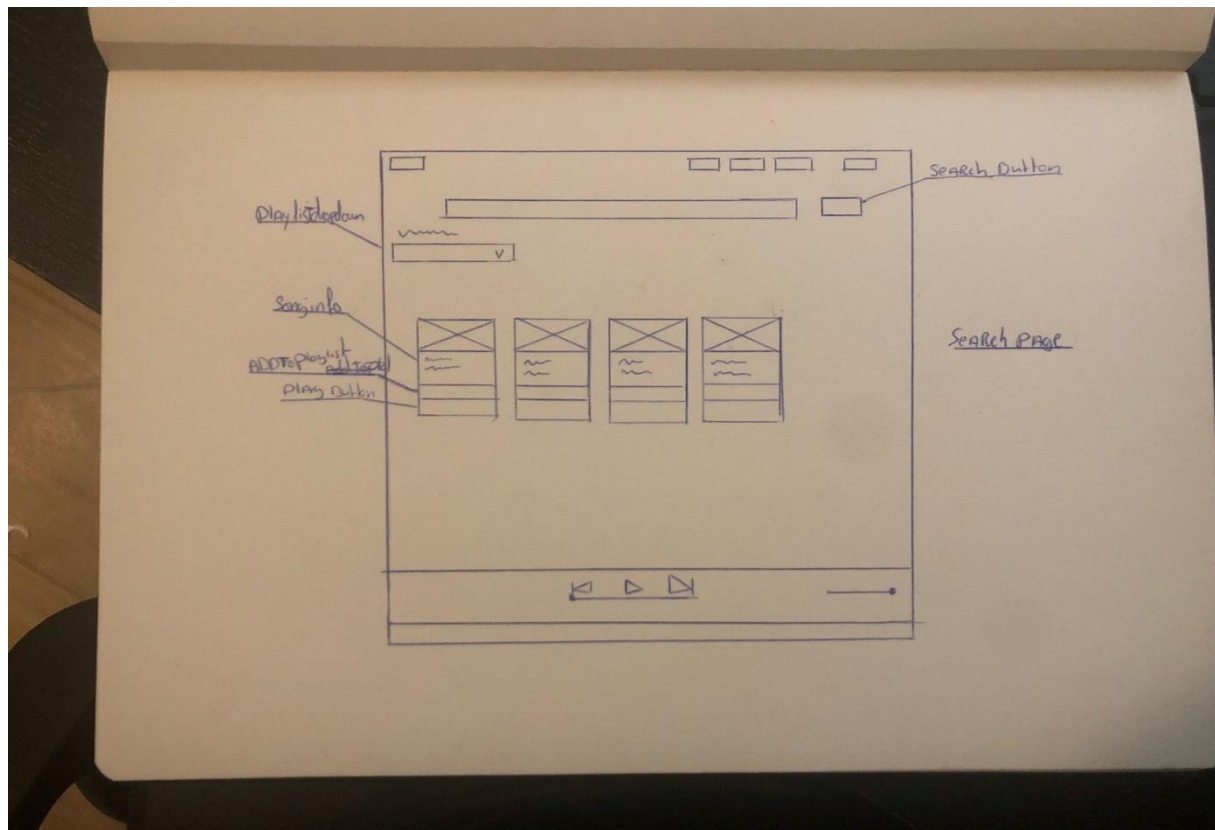 Search Button
Playlistdropdown
Songinfo
Search Page
ADDToplaylist
Play Button